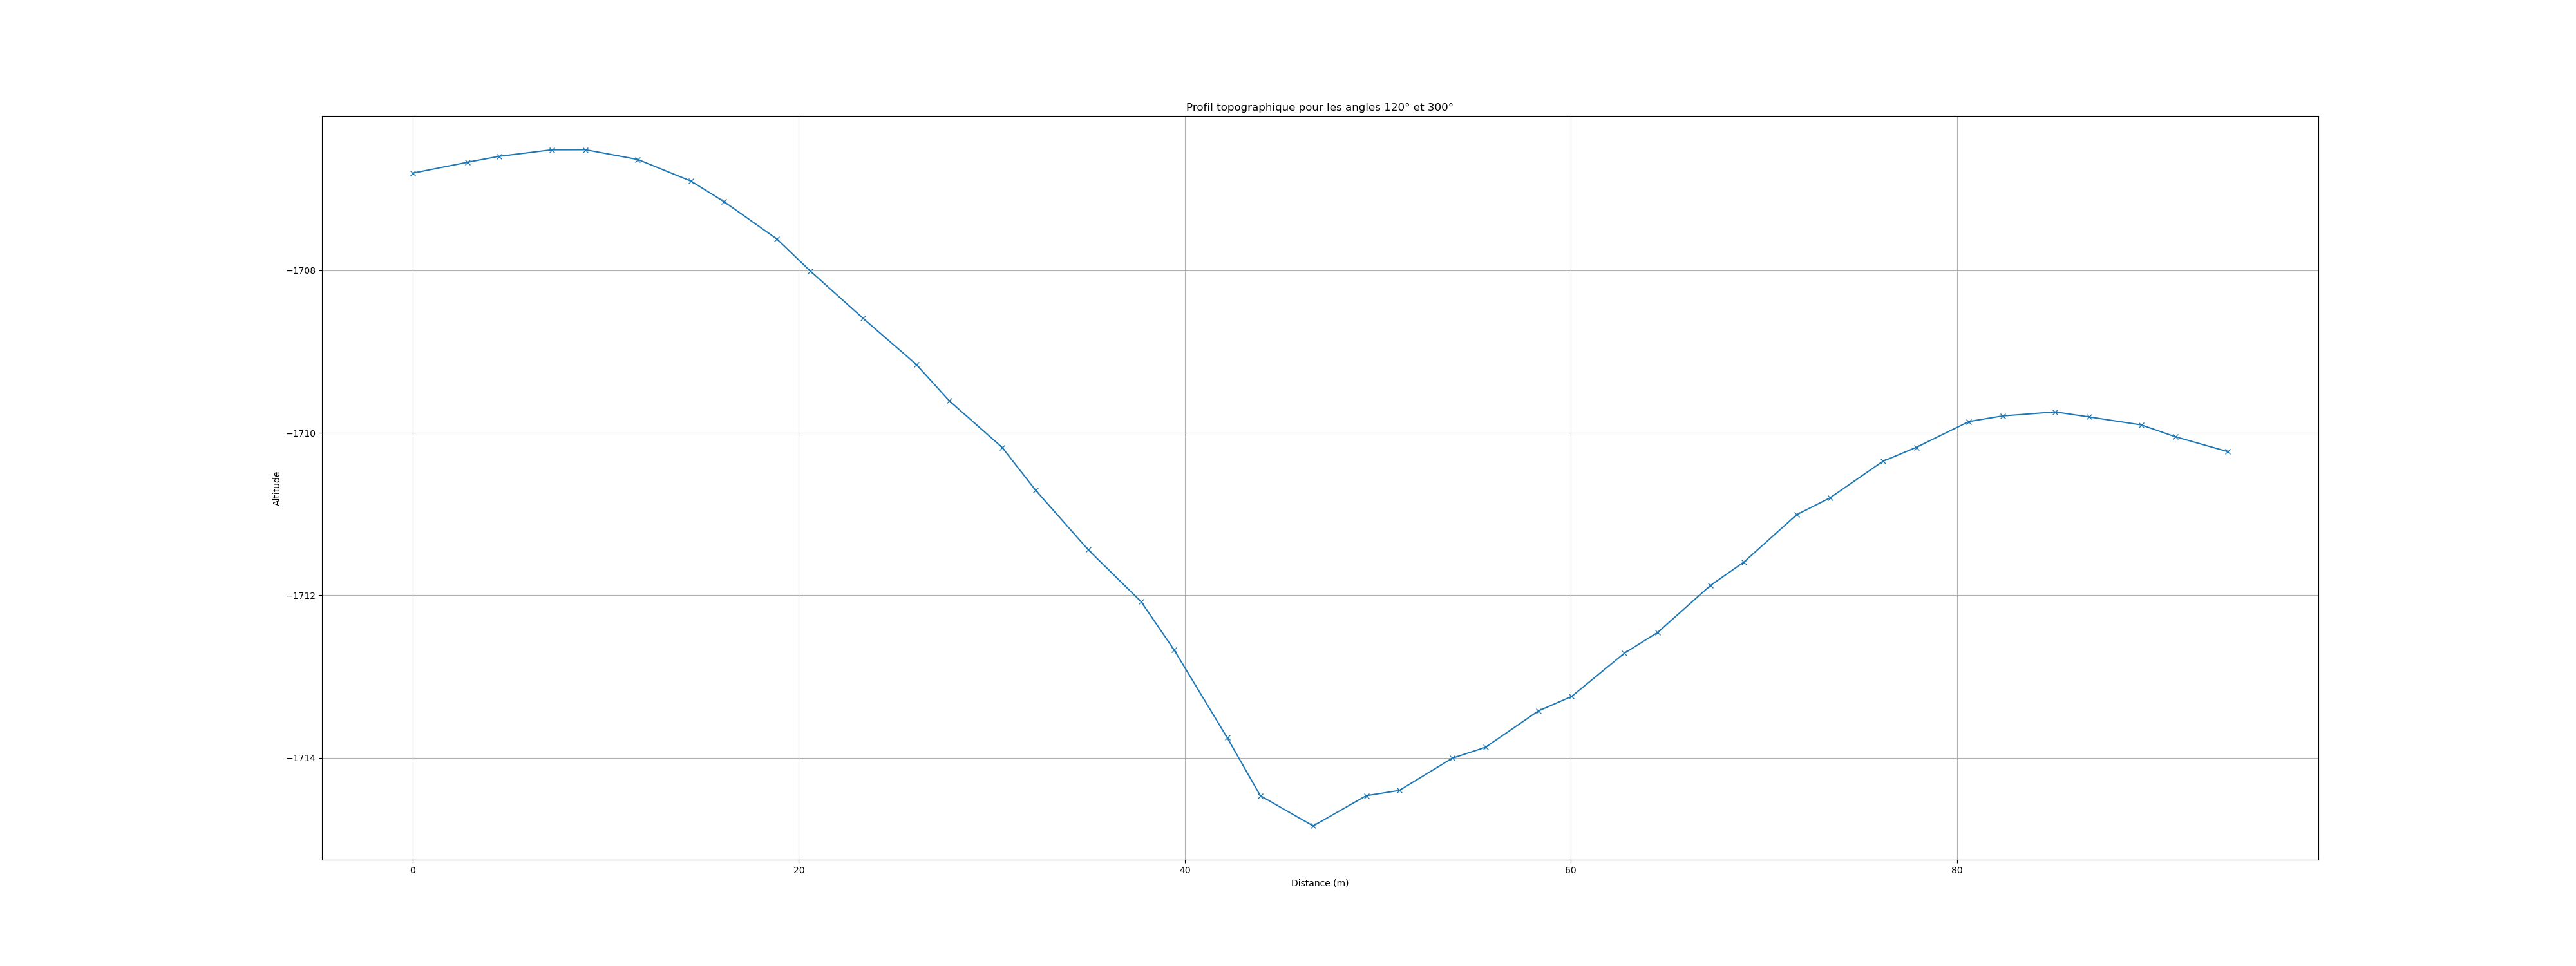 Profil topographique pour les angles 120° et 300°
−1708
−1710
−1712
−1714
Altitude
0 20 40 60 80
Distance (m)